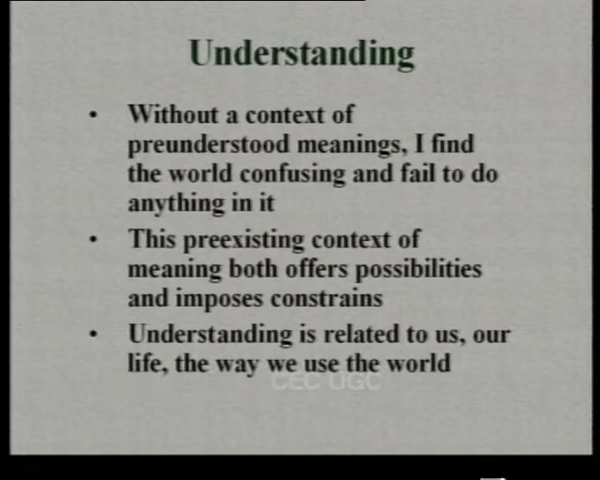 Understanding
• Without a context of
preunderstood meanings, I find
the world confusing and fail to do
anything in it
• This preexisting context of
meaning both offers possibilities
and imposes constrains
• Understanding is related to us, our
life, the way we use the world
CEC UGC